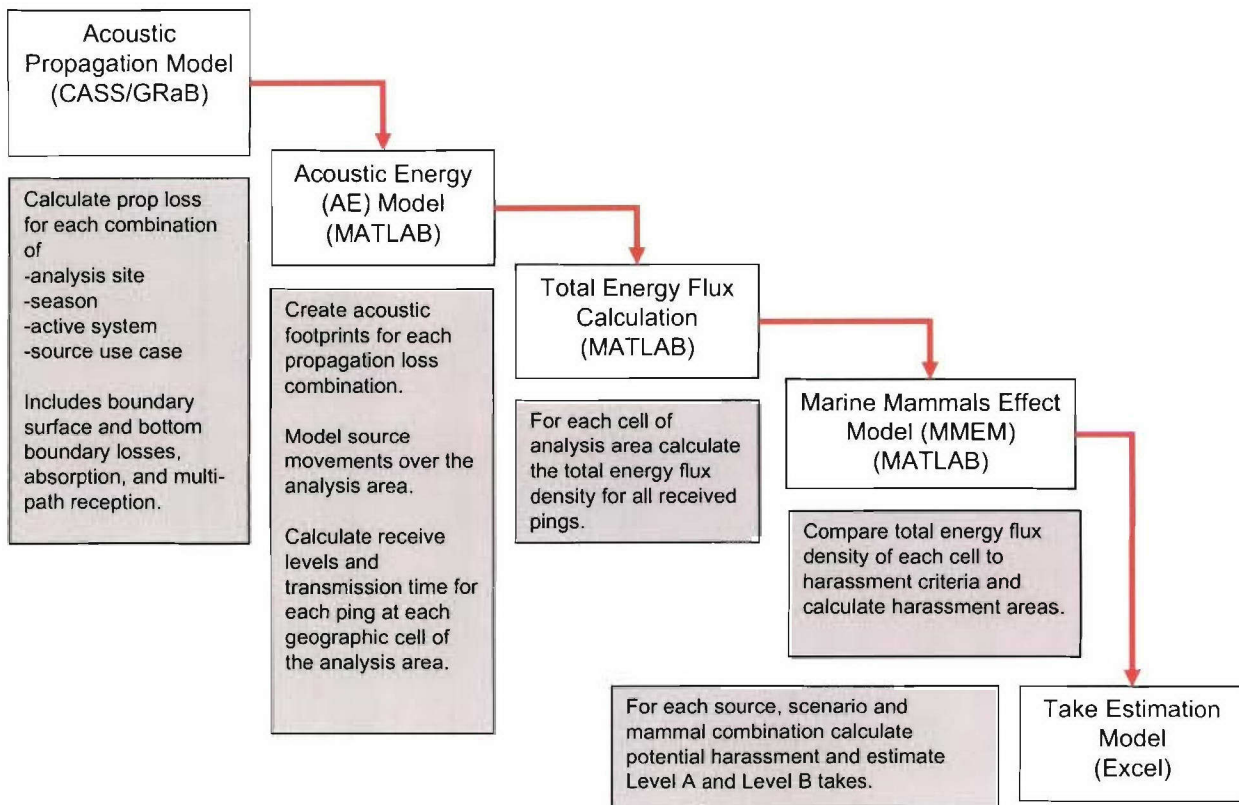 Acoustic
Propagation Model
(CASS/GRaB)
Calculate prop loss
for each combination
of
-analysis site
-season
-active system
-source use case
Includes boundary
surface and bottom
boundary losses,
absorption, and multi-
path reception.
Acoustic Energy
(AE) Model
(MATLAB)
Create acoustic
footprints for each
propagation loss
combination.
Model source
movements over the
analysis area.
Calculate receive
levels and
transmission time for
each ping at each
geographic cell of
the analysis area.
Total Energy Flux
Calculation
(MATLAB)
For each cell of
analysis area calculate
the total energy flux
density for all received
pings.
Marine Mammals Effect
Model (MMEM)
(MATLAB)
Compare total energy flux
density of each cell to
harassment criteria and
calculate harassment areas.
For each source, scenario and
mammal combination calculate
potential harassment and estimate
Level A and Level B takes.
Take Estimation
Model
(Excel)